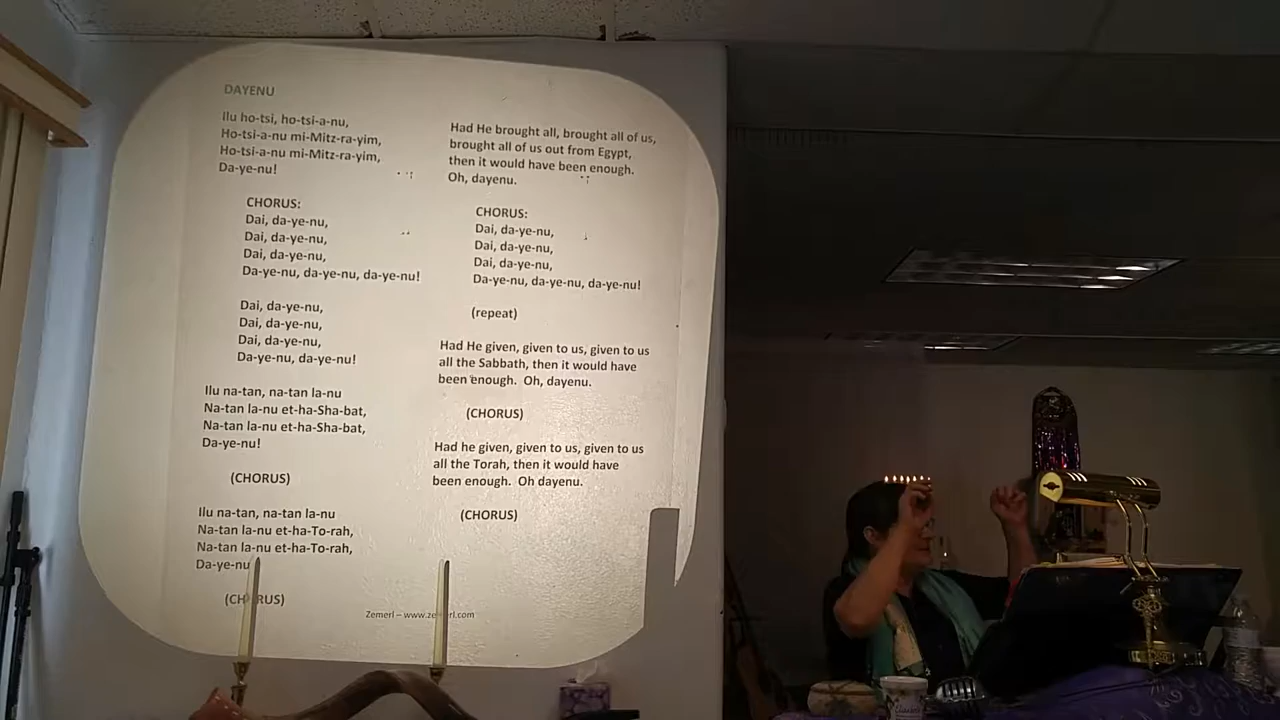 DAYENU
Ilu ho-tsi, ho-tsi-a-nu,
Ho-tsi-a-nu mi-Mitz-ra-yim,
Ho-tsi-a-nu mi-Mitz-ra-yim,
Da-ye-nu!
CHORUS:
Dai, da-ye-nu,
Dai, da-ye-nu,
Dai, da-ye-nu,
Da-ye-nu, da-ye-nu, da-ye-nu!
Dai, da-ye-nu,
Dai, da-ye-nu,
Dai, da-ye-nu,
Da-ye-nu, da-ye-nu!
Ilu na-tan, na-tan la-nu
Na-tan la-nu et-ha-Sha-bat,
Na-tan la-nu et-ha-Sha-bat,
Da-ye-nu!
(CHORUS)
Ilu na-tan, na-tan la-nu
Na-tan la-nu et-ha-To-rah,
Na-tan la-nu et-ha-To-rah,
Da-ye-nu
(CHORUS)
Had He brought all, brought all of us,
brought all of us out from Egypt,
then it would have been enough.
Oh, dayenu.
CHORUS:
Dai, da-ye-nu,
Dai, da-ye-nu,
Dai, da-ye-nu,
Da-ye-nu, da-ye-nu, da-ye-nu!
(repeat)
Had He given, given to us, given to us
all the Sabbath, then it would have
been enough. Oh, dayenu.
(CHORUS)
Had he given, given to us, given to us
all the Torah, then it would have
been enough. Oh dayenu.
(CHORUS)
Zemerl – www.zemerl.com